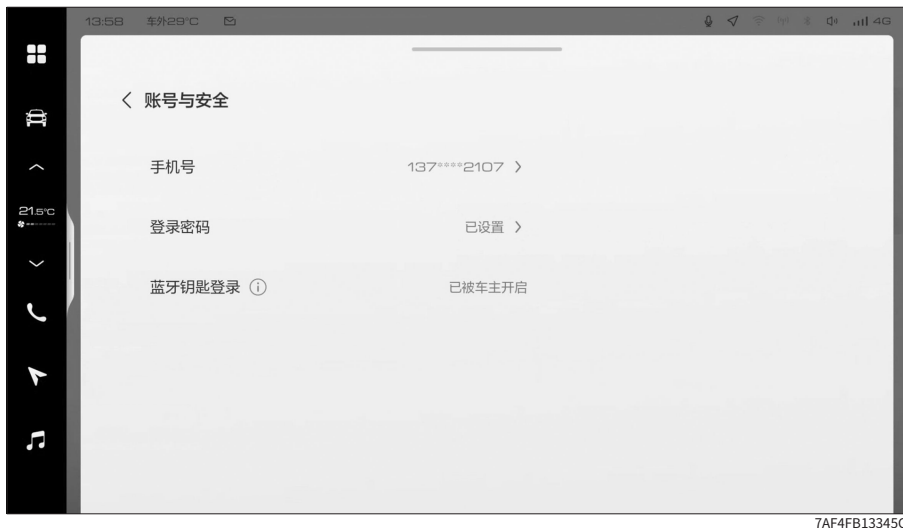 13:58 车外29°C 4G
账号与安全
手机号 137****2107
21.5°C
登录密码 已设置
蓝牙钥匙登录 已被车主开启
7AF4FB13345C